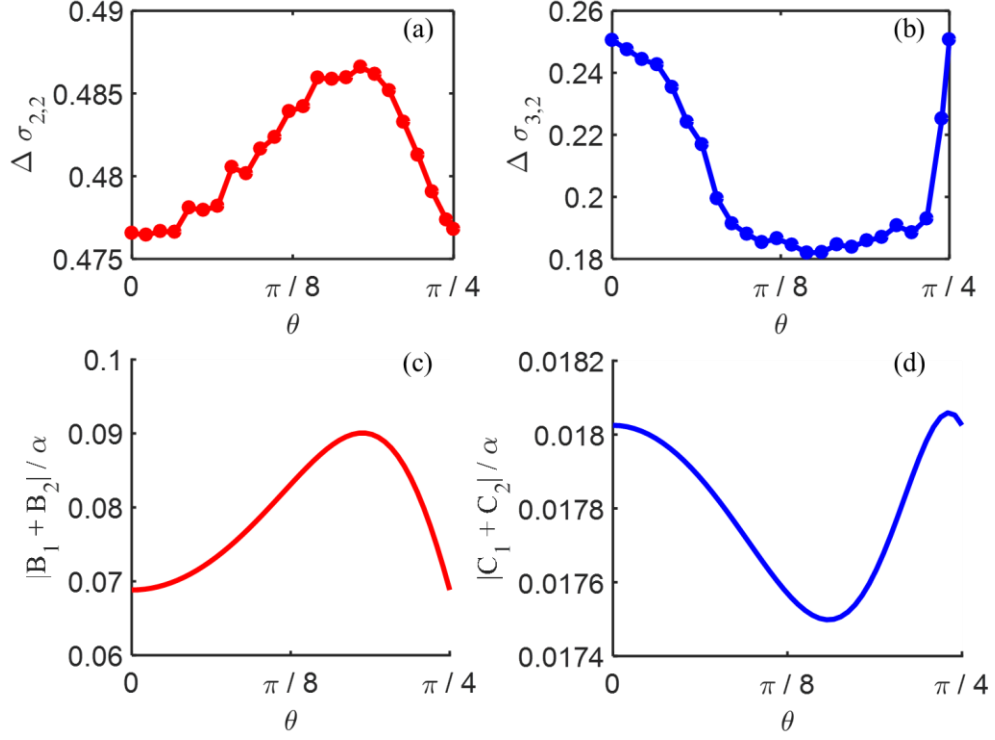 (a)
0.49
0.485
0.48
0.475
Δ σ2,2
0
π / 8
π / 4
θ
(b)
0.26
0.24
0.22
0.2
0.18
Δ σ3,2
0
π / 8
π / 4
θ
(c)
0.1
0.09
0.08
0.07
0.06
|B1 + B2| / α
0
π / 8
π / 4
θ
(d)
0.0182
0.018
0.0178
0.0176
0.0174
|C1 + C2| / α
0
π / 8
π / 4
θ